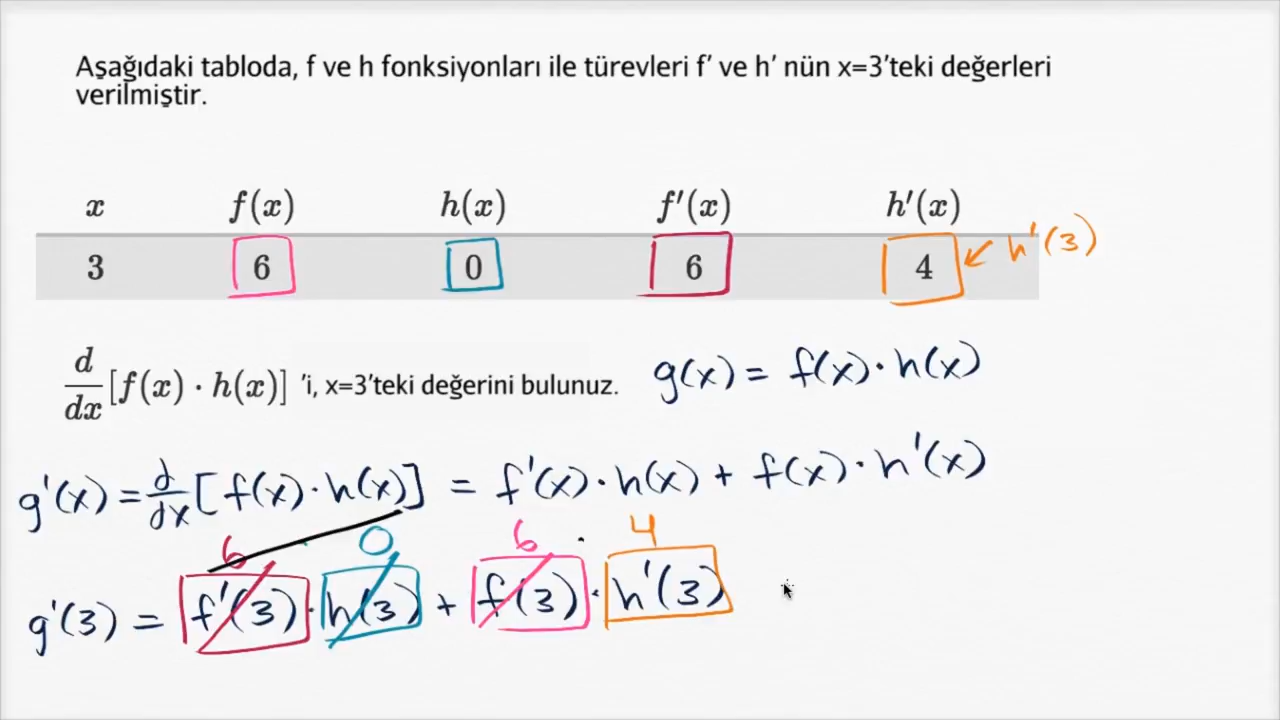 Aşağıdaki tabloda, f ve h fonksiyonları ile türevleri f' ve h' nün x=3'teki değerleri
verilmiştir.
x f(x) h(x) f'(x) h'(x)
3 6 0 6 4 ← h'(3)
d/dx [f(x) · h(x)] 'i, x=3'teki değerini bulunuz. g(x) = f(x) · h(x)
g'(x) = d/dx [f(x) · h(x)] = f'(x) · h(x) + f(x) · h'(x)
6 0 6 · 4
g'(3) = f'(3) · h(3) + f(3) · h'(3)